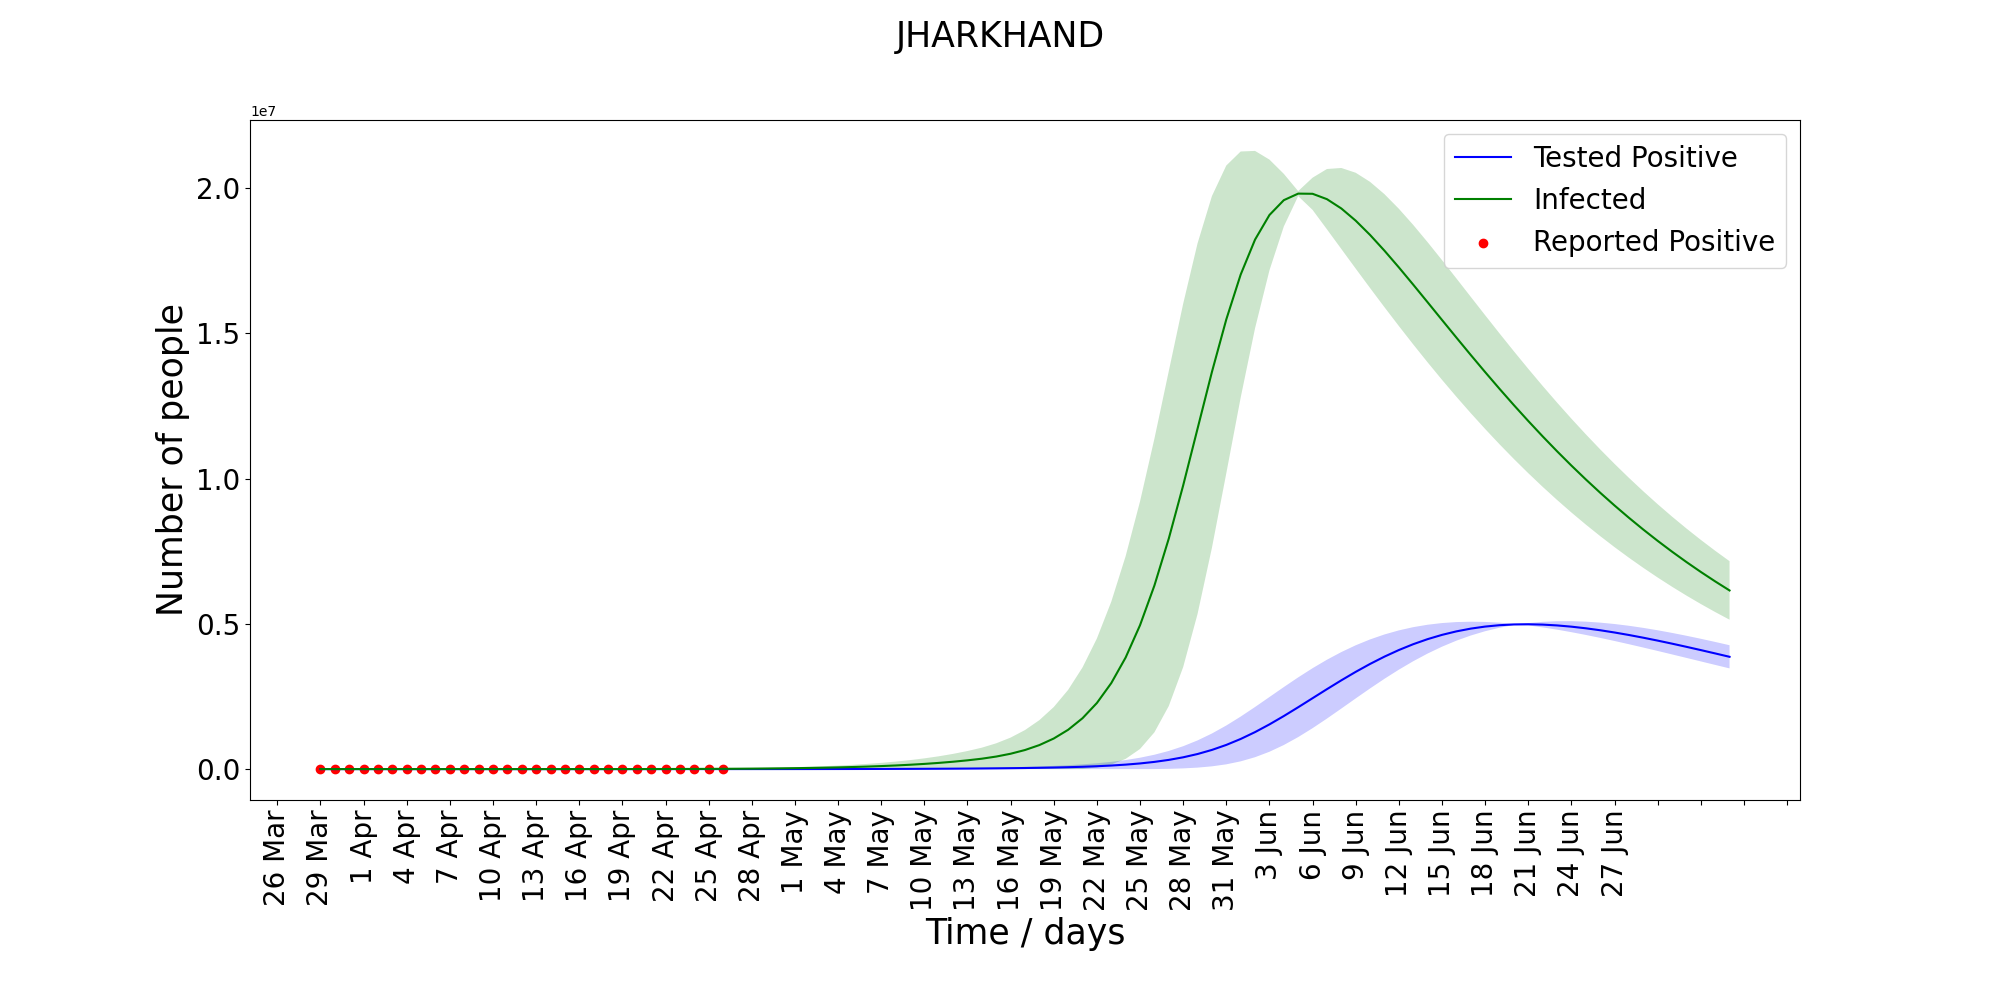 JHARKHAND
1e7
Tested Positive
Infected
Reported Positive
Number of people
2.0
1.5
1.0
0.5
0.0
26 Mar
29 Mar
1 Apr
4 Apr
7 Apr
10 Apr
13 Apr
16 Apr
19 Apr
22 Apr
25 Apr
28 Apr
1 May
4 May
7 May
10 May
13 May
16 May
19 May
22 May
25 May
28 May
31 May
3 Jun
6 Jun
9 Jun
12 Jun
15 Jun
18 Jun
21 Jun
24 Jun
27 Jun
Time / days